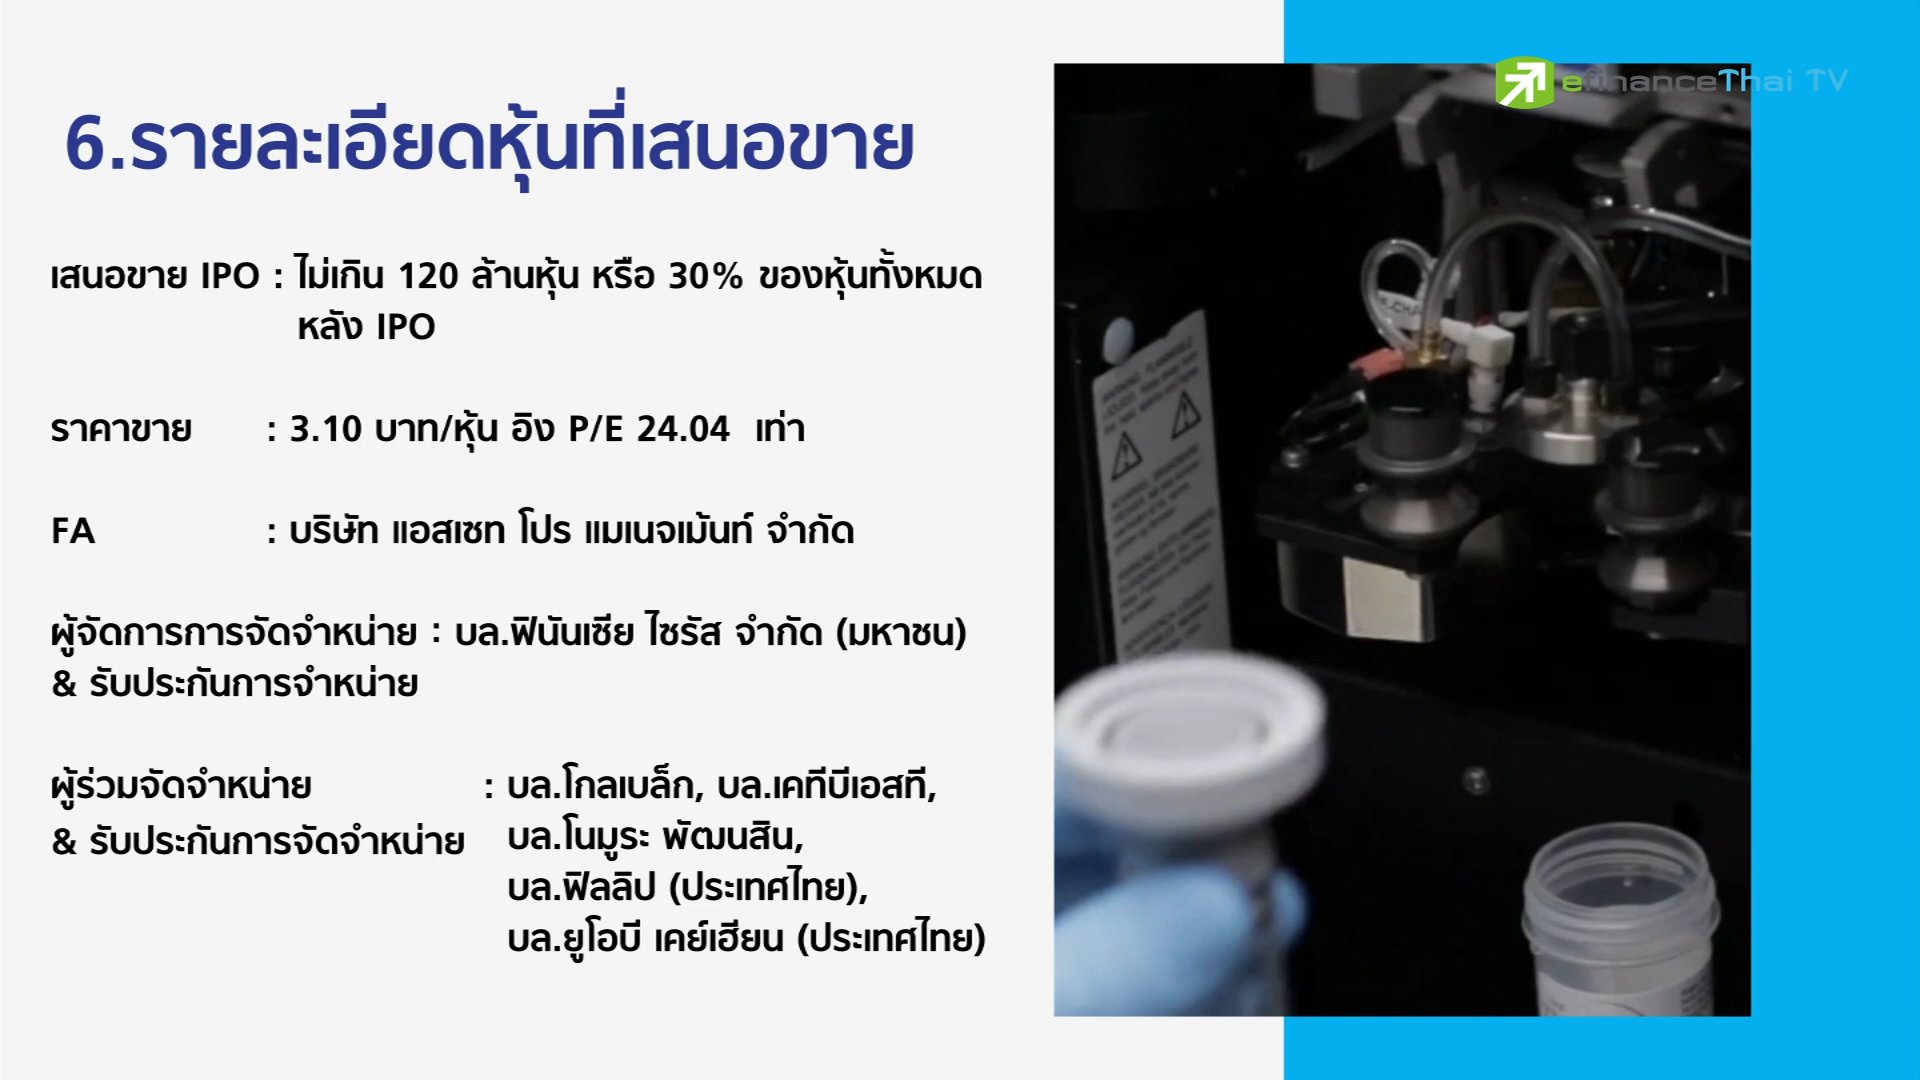 efinanceThai TV
6.รายละเอียดหุ้นที่เสนอขาย
เสนอขาย IPO : ไม่เกิน 120 ล้านหุ้น หรือ 30% ของหุ้นทั้งหมด
หลัง IPO
ราคาขาย : 3.10 บาท/หุ้น อิง P/E 24.04 เท่า
FA : บริษัท แอสเซท โปร แมเนจเม้นท์ จำกัด
ผู้จัดการการจัดจำหน่าย : บล.ฟินันเซีย ไซรัส จำกัด (มหาชน)
& รับประกันการจำหน่าย
ผู้ร่วมจัดจำหน่าย : บล.โกลเบล็ก, บล.เคทีบีเอสที,
& รับประกันการจัดจำหน่าย บล.โนมูระ พัฒนสิน,
บล.ฟิลลิป (ประเทศไทย),
บล.ยูโอบี เคย์เฮียน (ประเทศไทย)